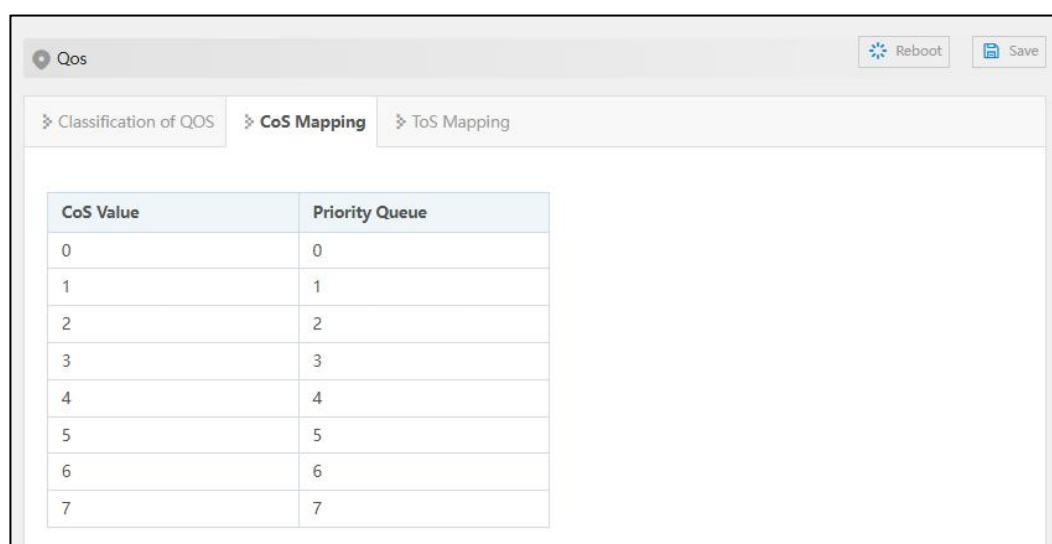 Qos
Reboot
Save
Classification of QOS
CoS Mapping
ToS Mapping
CoS Value Priority Queue
0 0
1 1
2 2
3 3
4 4
5 5
6 6
7 7